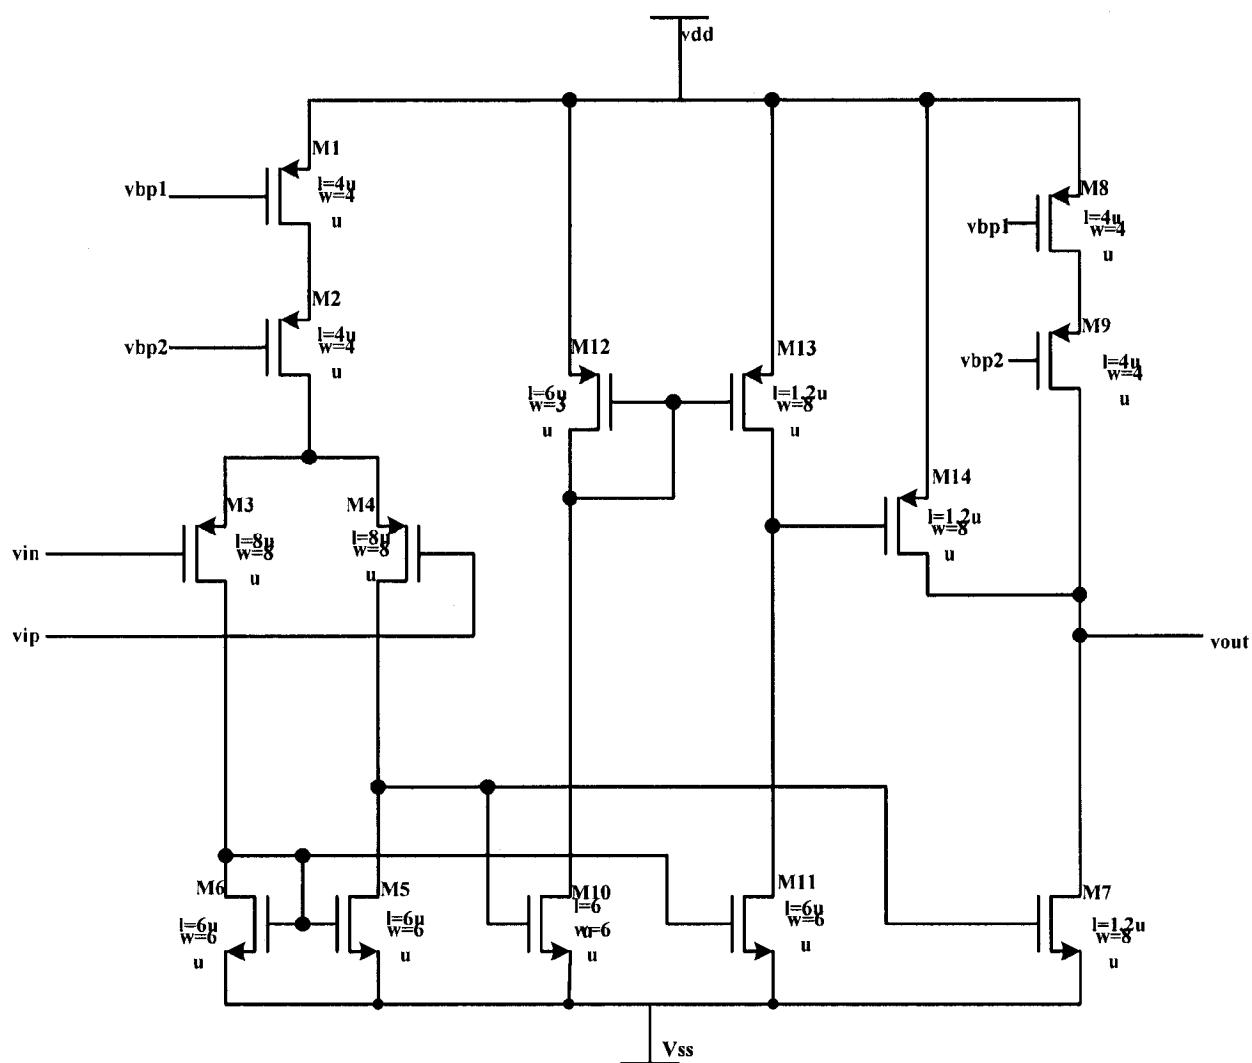 vdd
M1
vbp1
l=4u
w=4
u
M8
vbp1
l=4u
w=4
u
M2
vbp2
l=4u
w=4
u
M9
vbp2
l=4u
w=4
u
M12
l=6u
w=3
u
M13
l=1.2u
w=8
u
M3
l=8u
w=8
u
M4
l=8u
w=8
u
M14
l=1.2u
w=8
u
vin
vip
vout
M6
l=6u
w=6
u
M5
l=6u
w=6
u
M10
l=6
w=6
u
M11
l=6u
w=6
u
M7
l=1.2u
w=8
u
Vss